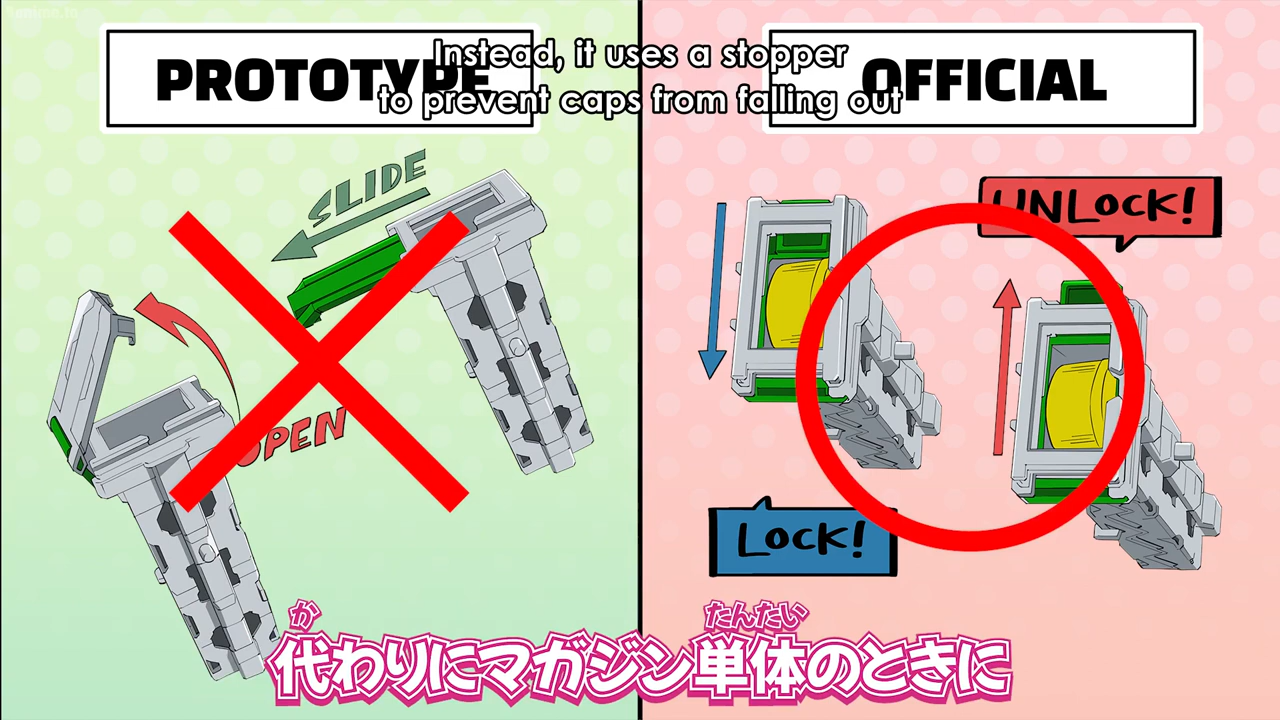 Instead, it uses a stopper
to prevent caps from falling out
PROTOTYPE
OFFICIAL
SLIDE
OPEN
UNLOCK!
LOCK!
か たんたい
代わりにマガジン単体のときに